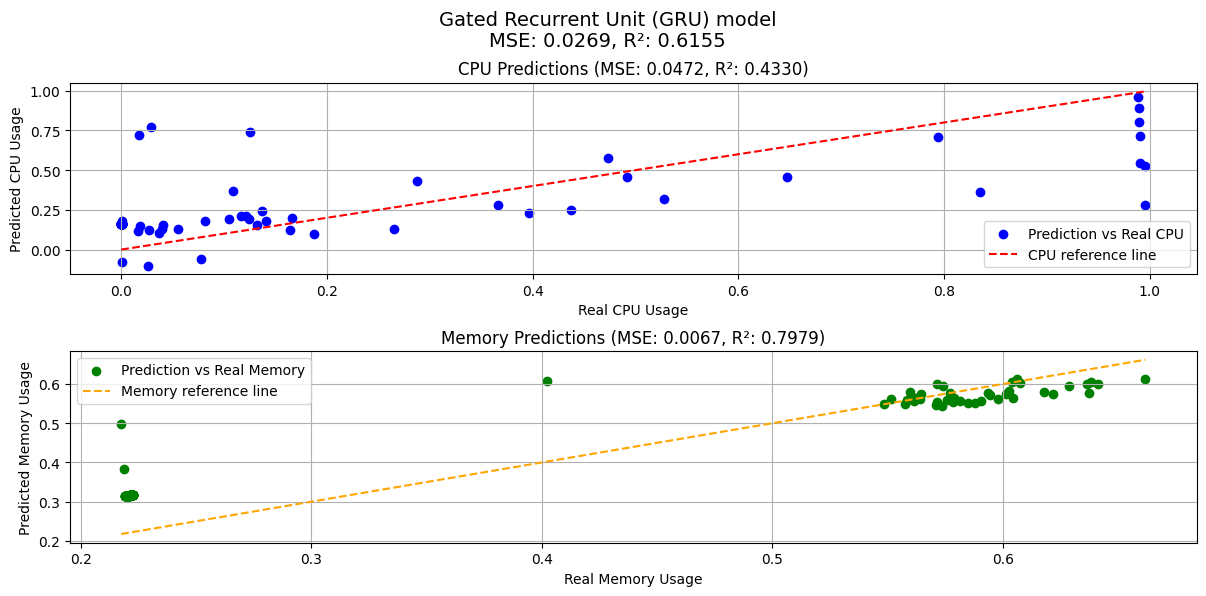 Gated Recurrent Unit (GRU) model
MSE: 0.0269, R²: 0.6155
CPU Predictions (MSE: 0.0472, R²: 0.4330)
Predicted CPU Usage
1.00
0.75
0.50
0.25
0.00
Prediction vs Real CPU
CPU reference line
0.0 0.2 0.4 0.6 0.8 1.0
Real CPU Usage
Memory Predictions (MSE: 0.0067, R²: 0.7979)
Predicted Memory Usage
Prediction vs Real Memory
Memory reference line
0.6
0.5
0.4
0.3
0.2
0.2 0.3 0.4 0.5 0.6
Real Memory Usage